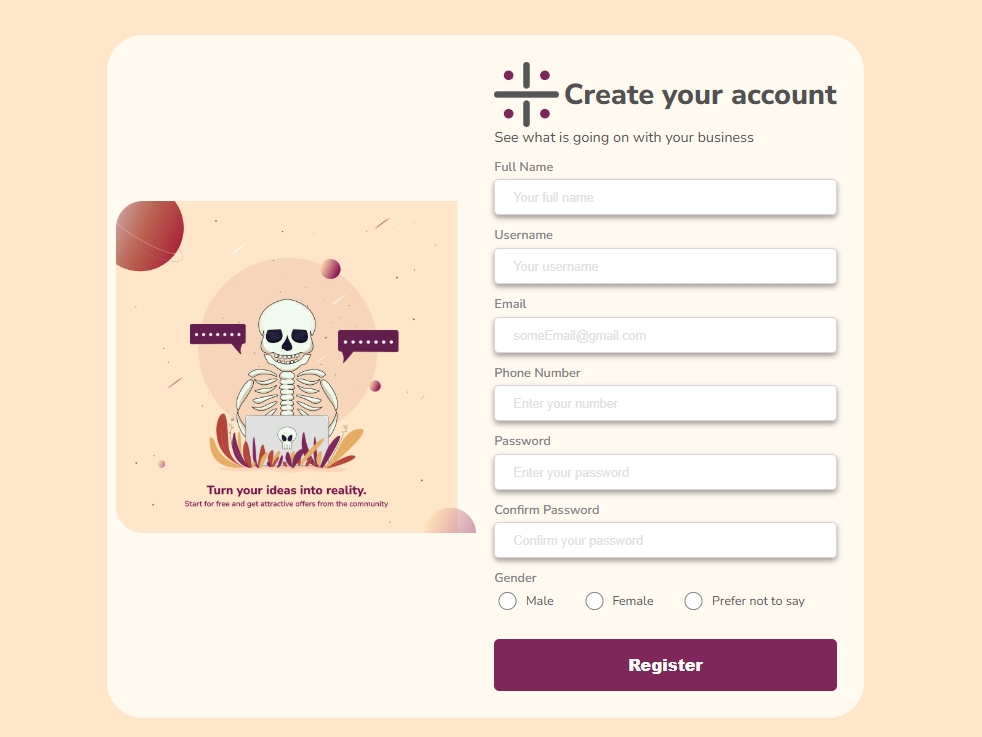 Create your account
See what is going on with your business
Full Name
Your full name
Username
Your username
Email
someEmail@gmail.com
Phone Number
Enter your number
Password
Enter your password
Confirm Password
Confirm your password
Gender
Male Female Prefer not to say
Register
Turn your ideas into reality.
Start for free and get attractive offers from the community